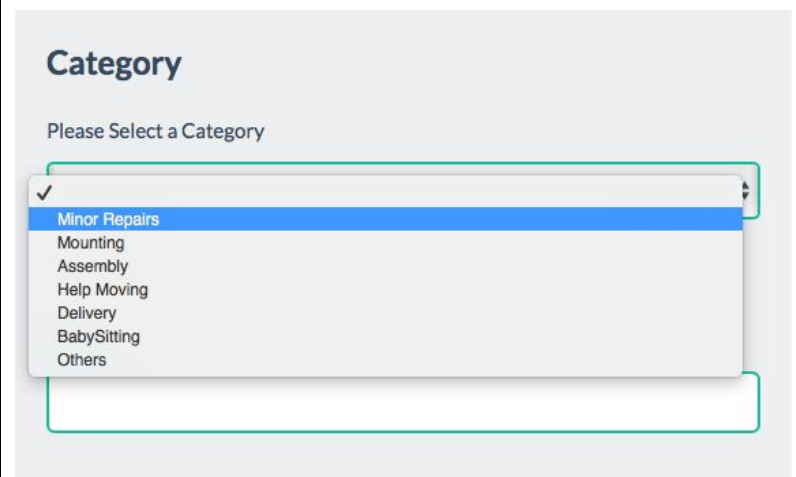 Category
Please Select a Category
Minor Repairs
Mounting
Assembly
Help Moving
Delivery
BabySitting
Others